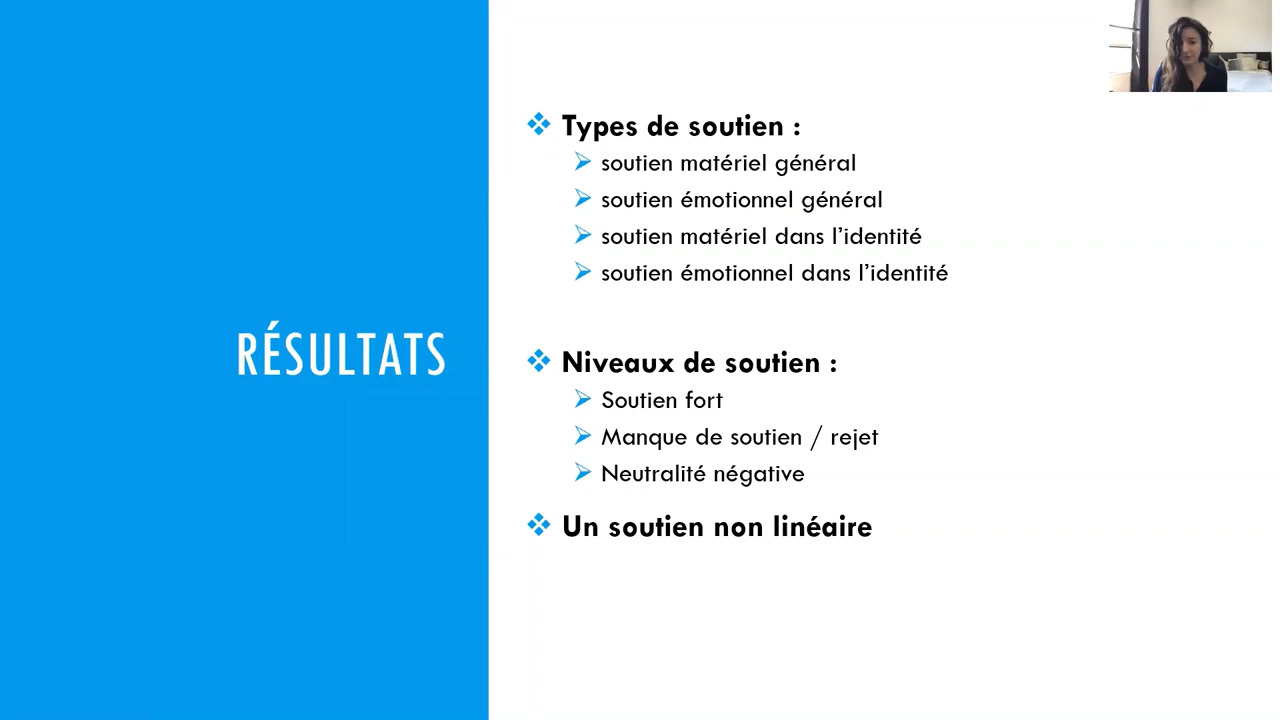 RÉSULTATS
Types de soutien :
soutien matériel général
soutien émotionnel général
soutien matériel dans l'identité
soutien émotionnel dans l'identité
Niveaux de soutien :
Soutien fort
Manque de soutien / rejet
Neutralité négative
Un soutien non linéaire